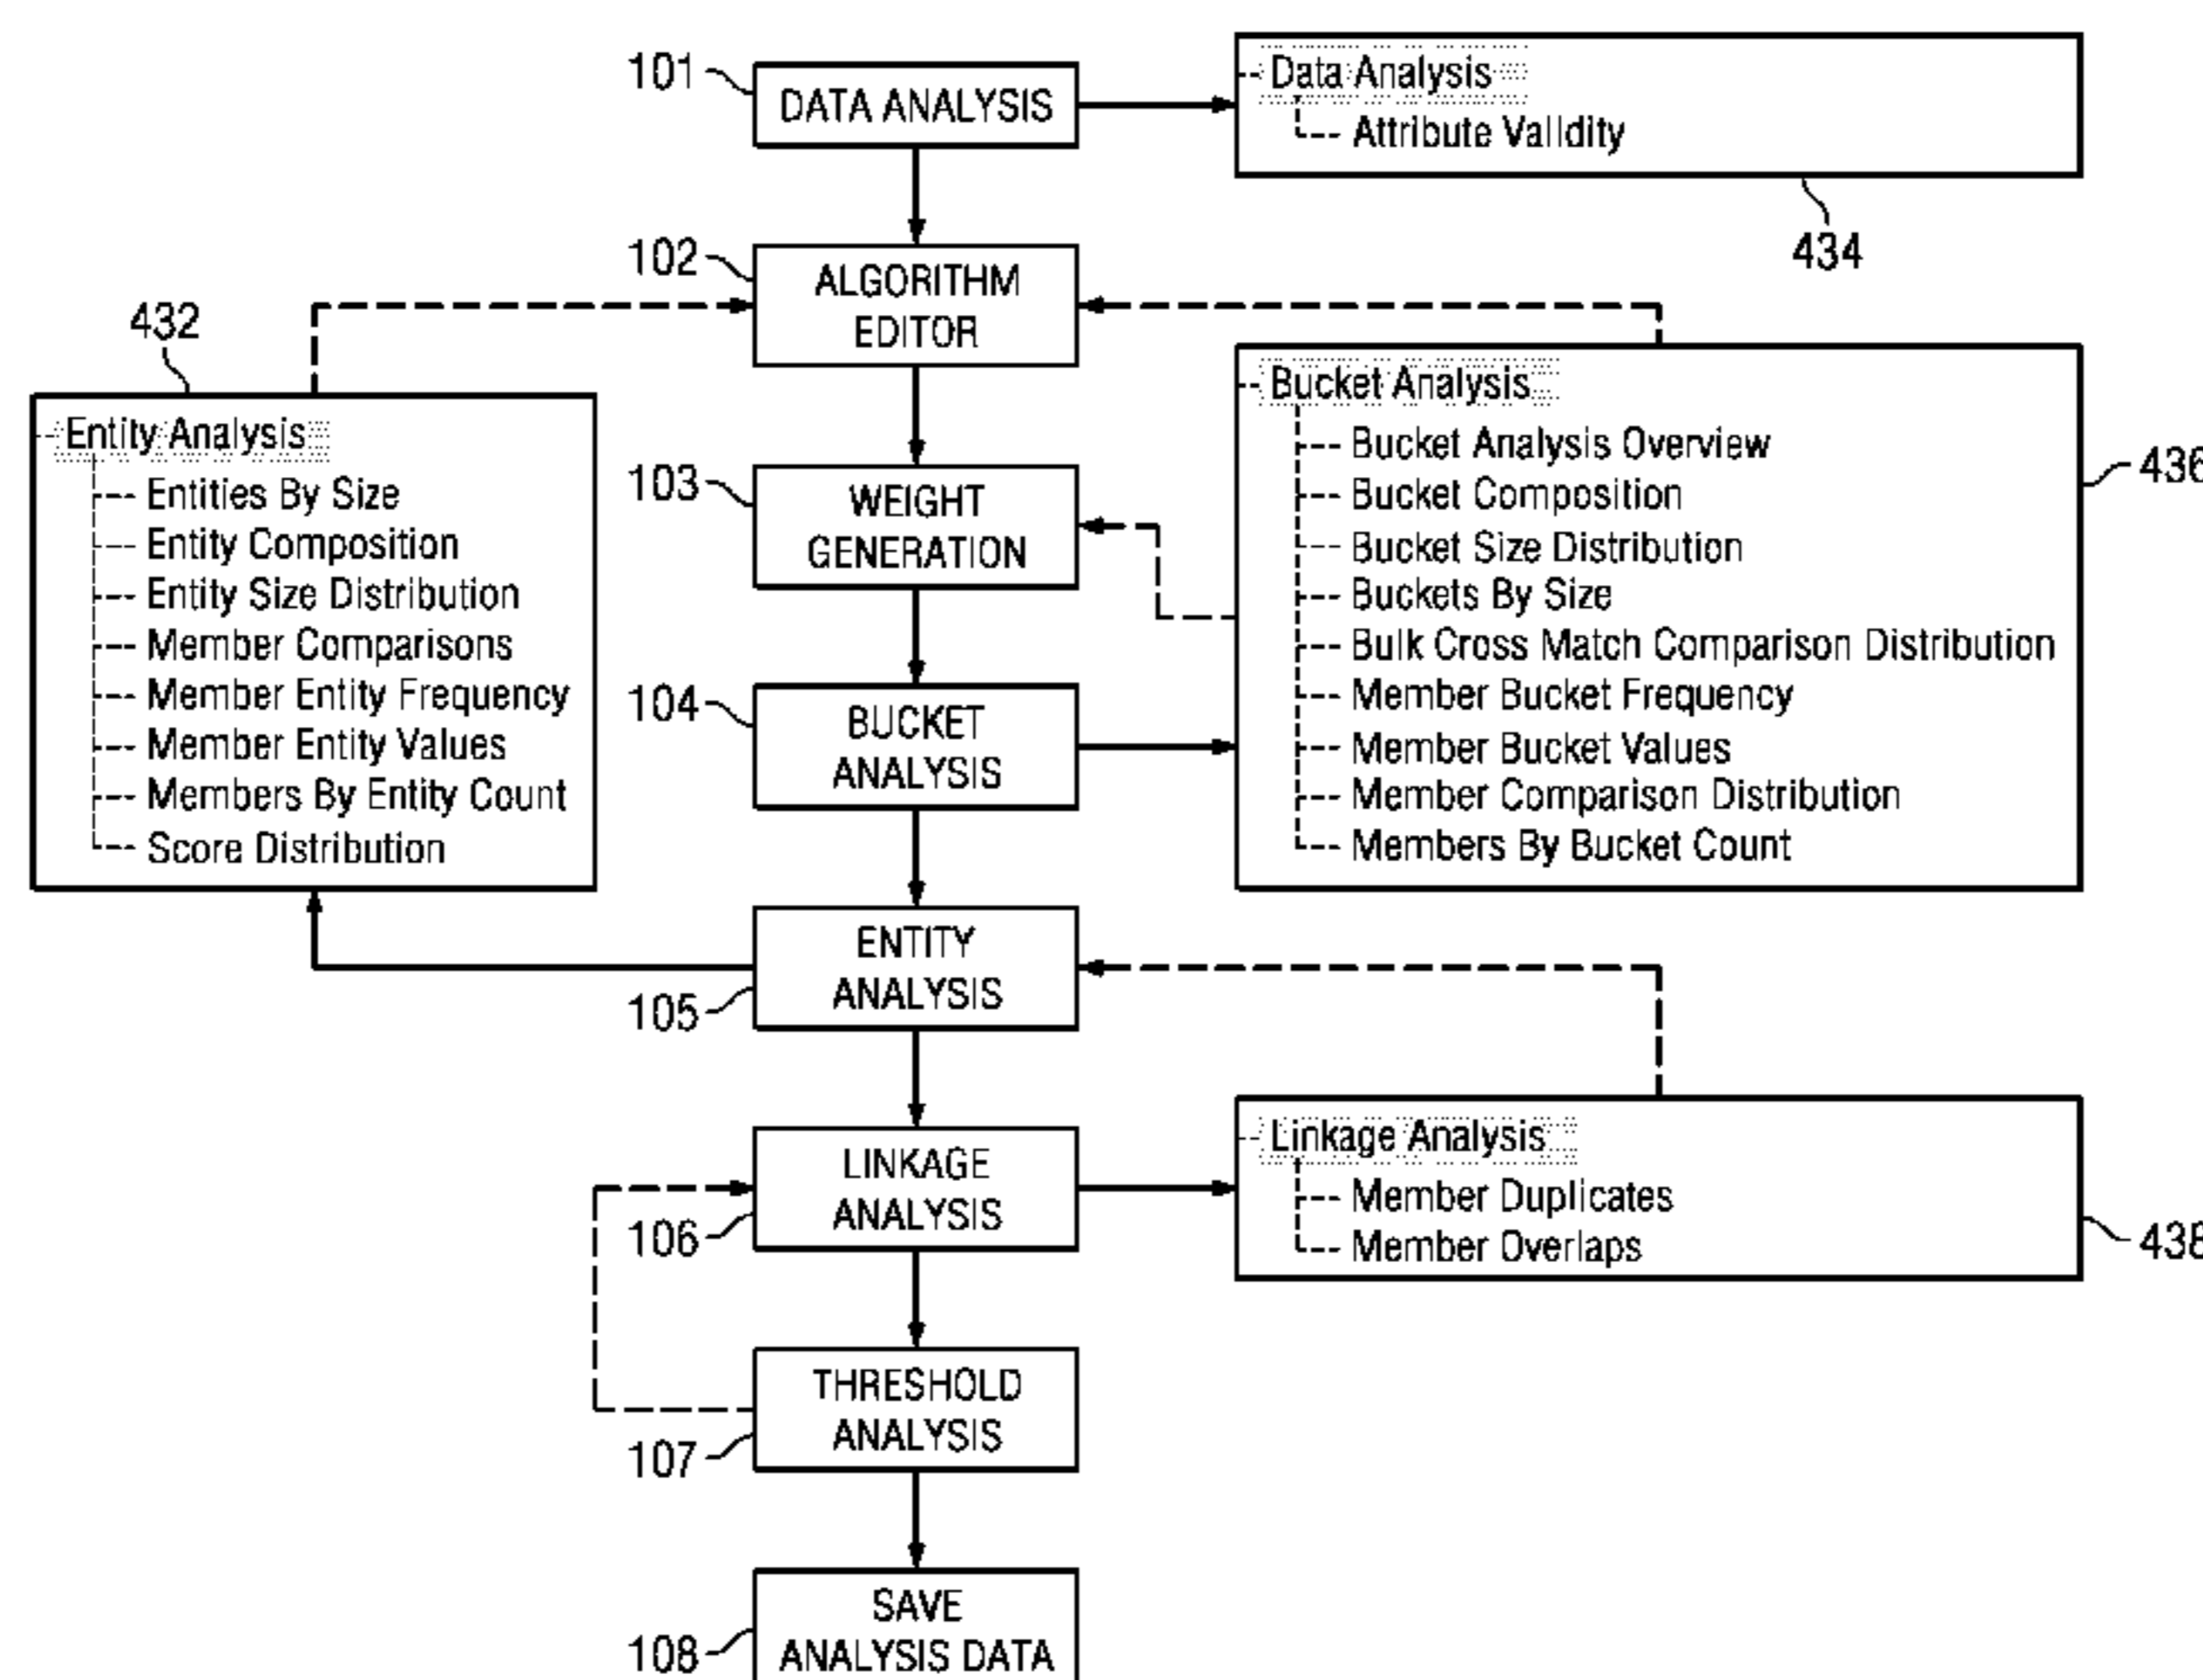 101
DATA ANALYSIS
Data Analysis
Attribute Validity
434
102
ALGORITHM
EDITOR
432
Entity Analysis
Entities By Size
Entity Composition
Entity Size Distribution
Member Comparisons
Member Entity Frequency
Member Entity Values
Members By Entity Count
Score Distribution
103
WEIGHT
GENERATION
Bucket Analysis
Bucket Analysis Overview
Bucket Composition
Bucket Size Distribution
Buckets By Size
Bulk Cross Match Comparison Distribution
Member Bucket Frequency
Member Bucket Values
Member Comparison Distribution
Members By Bucket Count
436
104
BUCKET
ANALYSIS
ENTITY
ANALYSIS
105
LINKAGE
ANALYSIS
106
Linkage Analysis
Member Duplicates
Member Overlaps
438
THRESHOLD
ANALYSIS
107
SAVE
ANALYSIS DATA
108